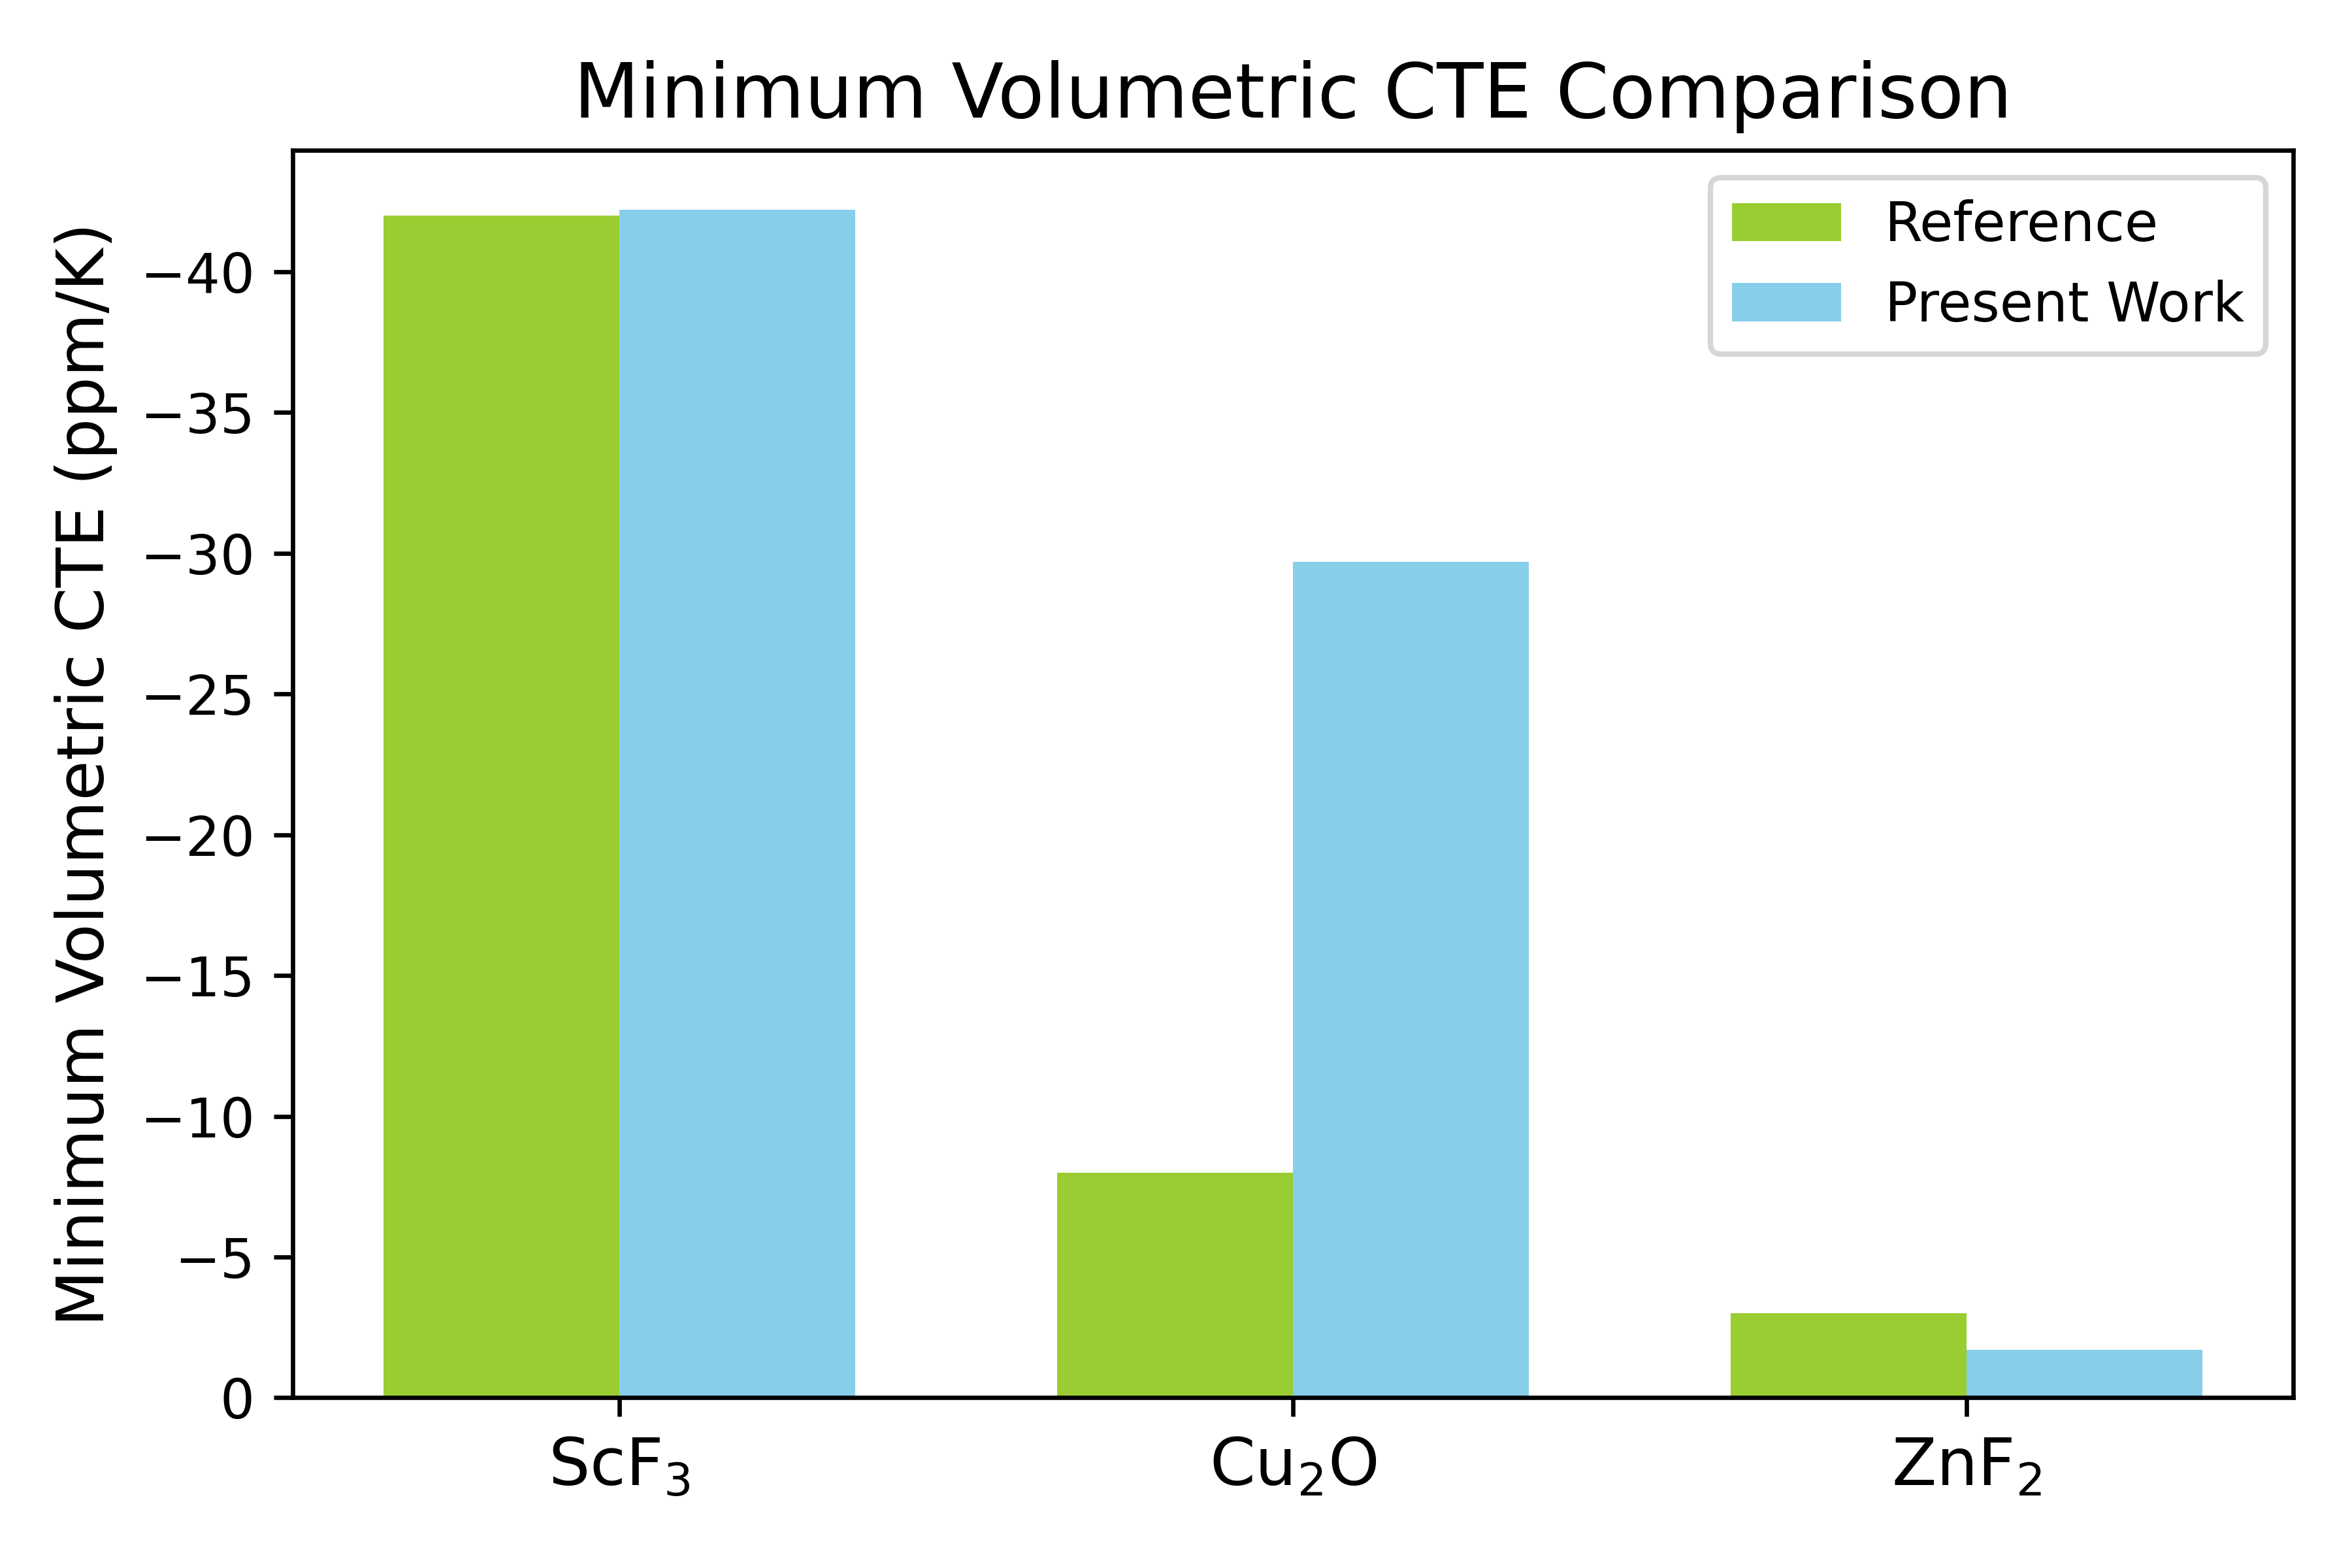 Minimum Volumetric CTE Comparison
Minimum Volumetric CTE (ppm/K)
−40
−35
−30
−25
−20
−15
−10
−5
0
Reference
Present Work
ScF₃
Cu₂O
ZnF₂